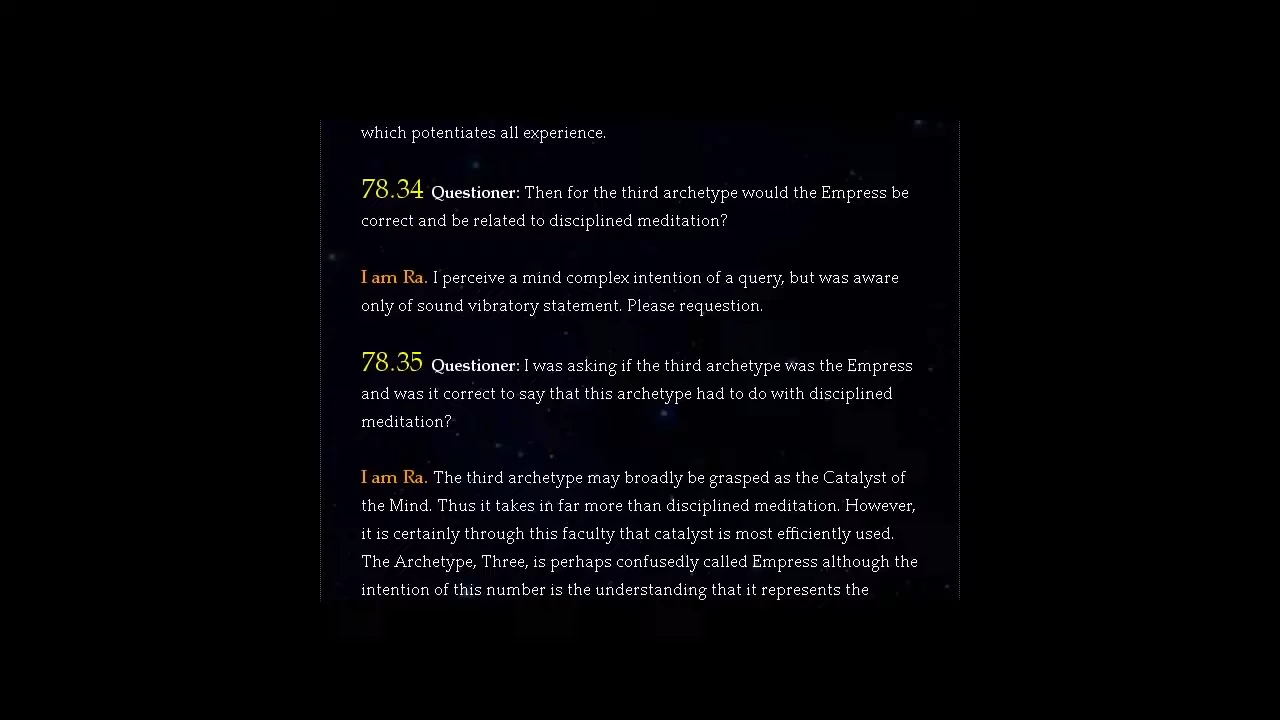 which potentiates all experience.
78.34 Questioner: Then for the third archetype would the Empress be
correct and be related to disciplined meditation?
I am Ra. I perceive a mind complex intention of a query, but was aware
only of sound vibratory statement. Please requestion.
78.35 Questioner: I was asking if the third archetype was the Empress
and was it correct to say that this archetype had to do with disciplined
meditation?
I am Ra. The third archetype may broadly be grasped as the Catalyst of
the Mind. Thus it takes in far more than disciplined meditation. However,
it is certainly through this faculty that catalyst is most efficiently used.
The Archetype, Three, is perhaps confusedly called Empress although the
intention of this number is the understanding that it represents the